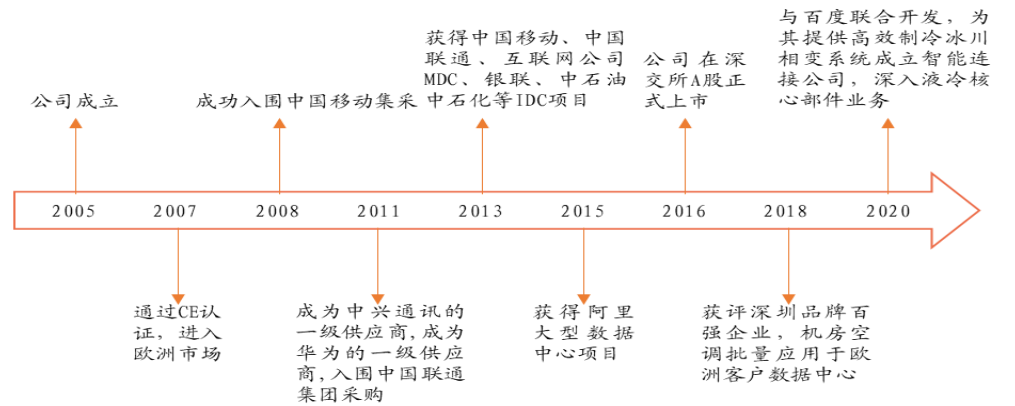 公司成立
成功入围中国移动集采
获得中国移动、中国
联通、互联网公司
MDC、银联、中石油
中石化等IDC项目
公司在深
交所A股正
式上市
与百度联合开发，为
其提供高效制冷冰川
相变系统成立智能连
接公司，深入液冷核
心部件业务
2005 2007 2008 2011 2013 2015 2016 2018 2020
通过CE认
证，进入
欧洲市场
成为中兴通讯的
一级供应商,成为
华为的一级供应
商,入围中国联通
集团采购
获得阿里
大型数据
中心项目
获评深圳品牌百
强企业，机房空
调批量应用于欧
洲客户数据中心